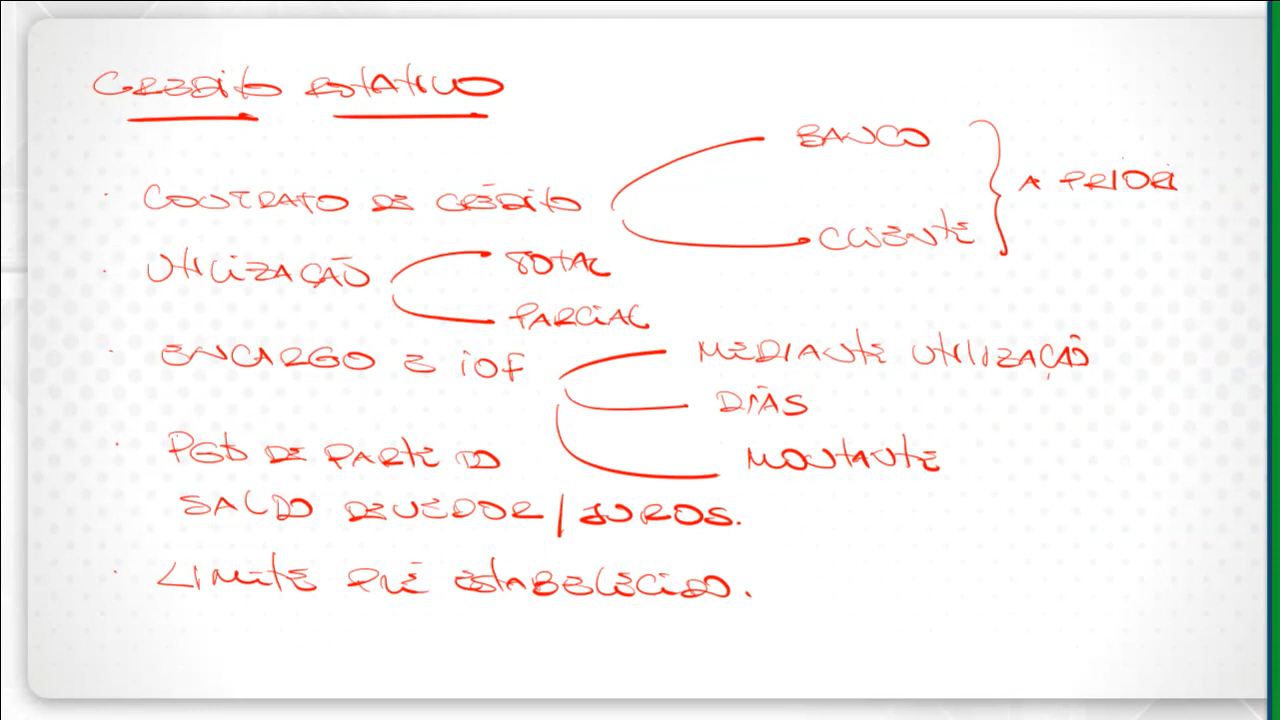 CRÉDITO ROTATIVO
· CONTRATO DE CRÉDITO BANCO CLIENTE A PRIORI
· UTILIZAÇÃO TOTAL PARCIAL
· ENCARGO E IOF MEDIANTE UTILIZAÇÃO DIAS MONTANTE
· PGTO DE PARTE DO
SALDO DEVEDOR / JUROS.
· LIMITE PRÉ ESTABELECIDO.